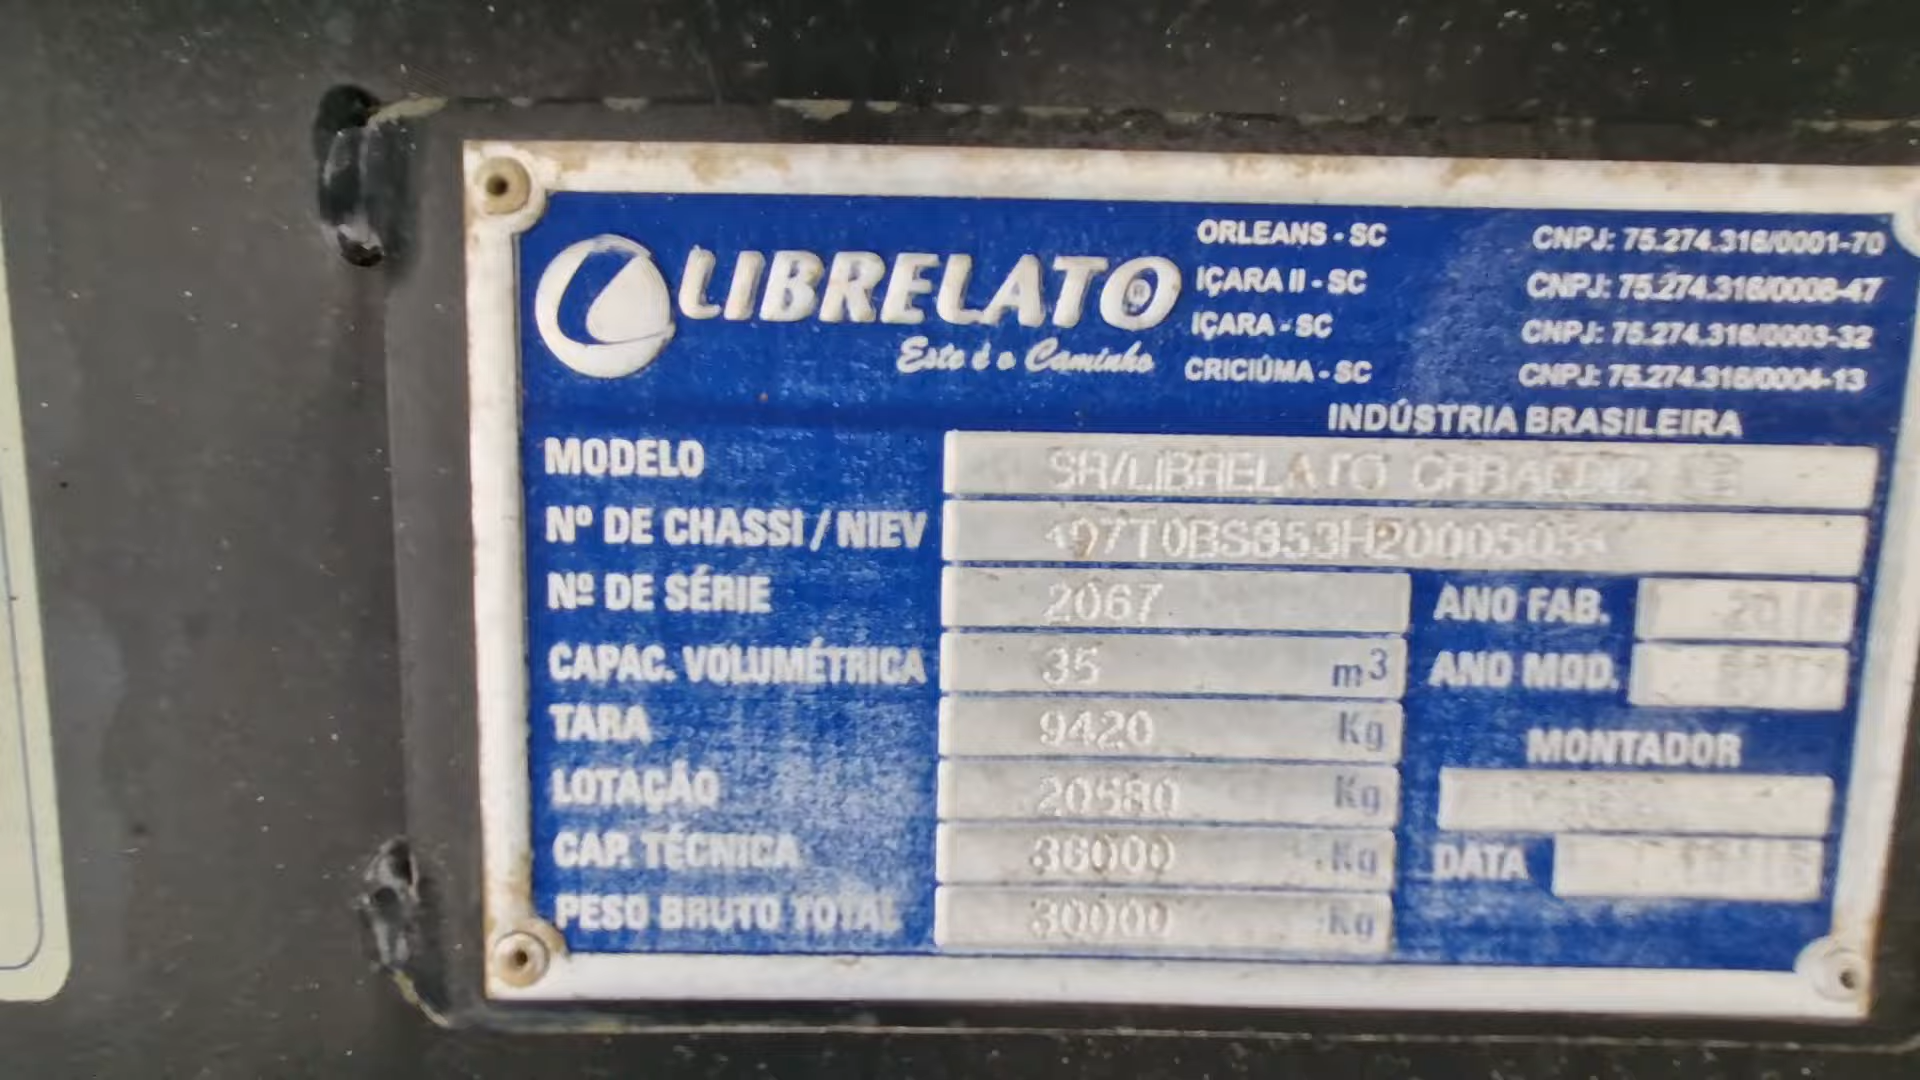 LIBRELATO
Este é o Caminho
ORLEANS - SC CNPJ: 75.274.316/0001-70
IÇARA II - SC CNPJ: 75.274.316/0008-47
IÇARA - SC CNPJ: 75.274.316/0003-32
CRICIÚMA - SC CNPJ: 75.274.316/0004-13
INDÚSTRIA BRASILEIRA
MODELO SR/LIBRELATO
Nº DE CHASSI / NIEV
Nº DE SÉRIE 2067 ANO FAB.
CAPAC. VOLUMÉTRICA 35 m3 ANO MOD.
TARA 9420 Kg
MONTADOR
LOTAÇÃO 20580 Kg
CAP. TÉCNICA 36000 Kg DATA
PESO BRUTO TOTAL 30000 Kg